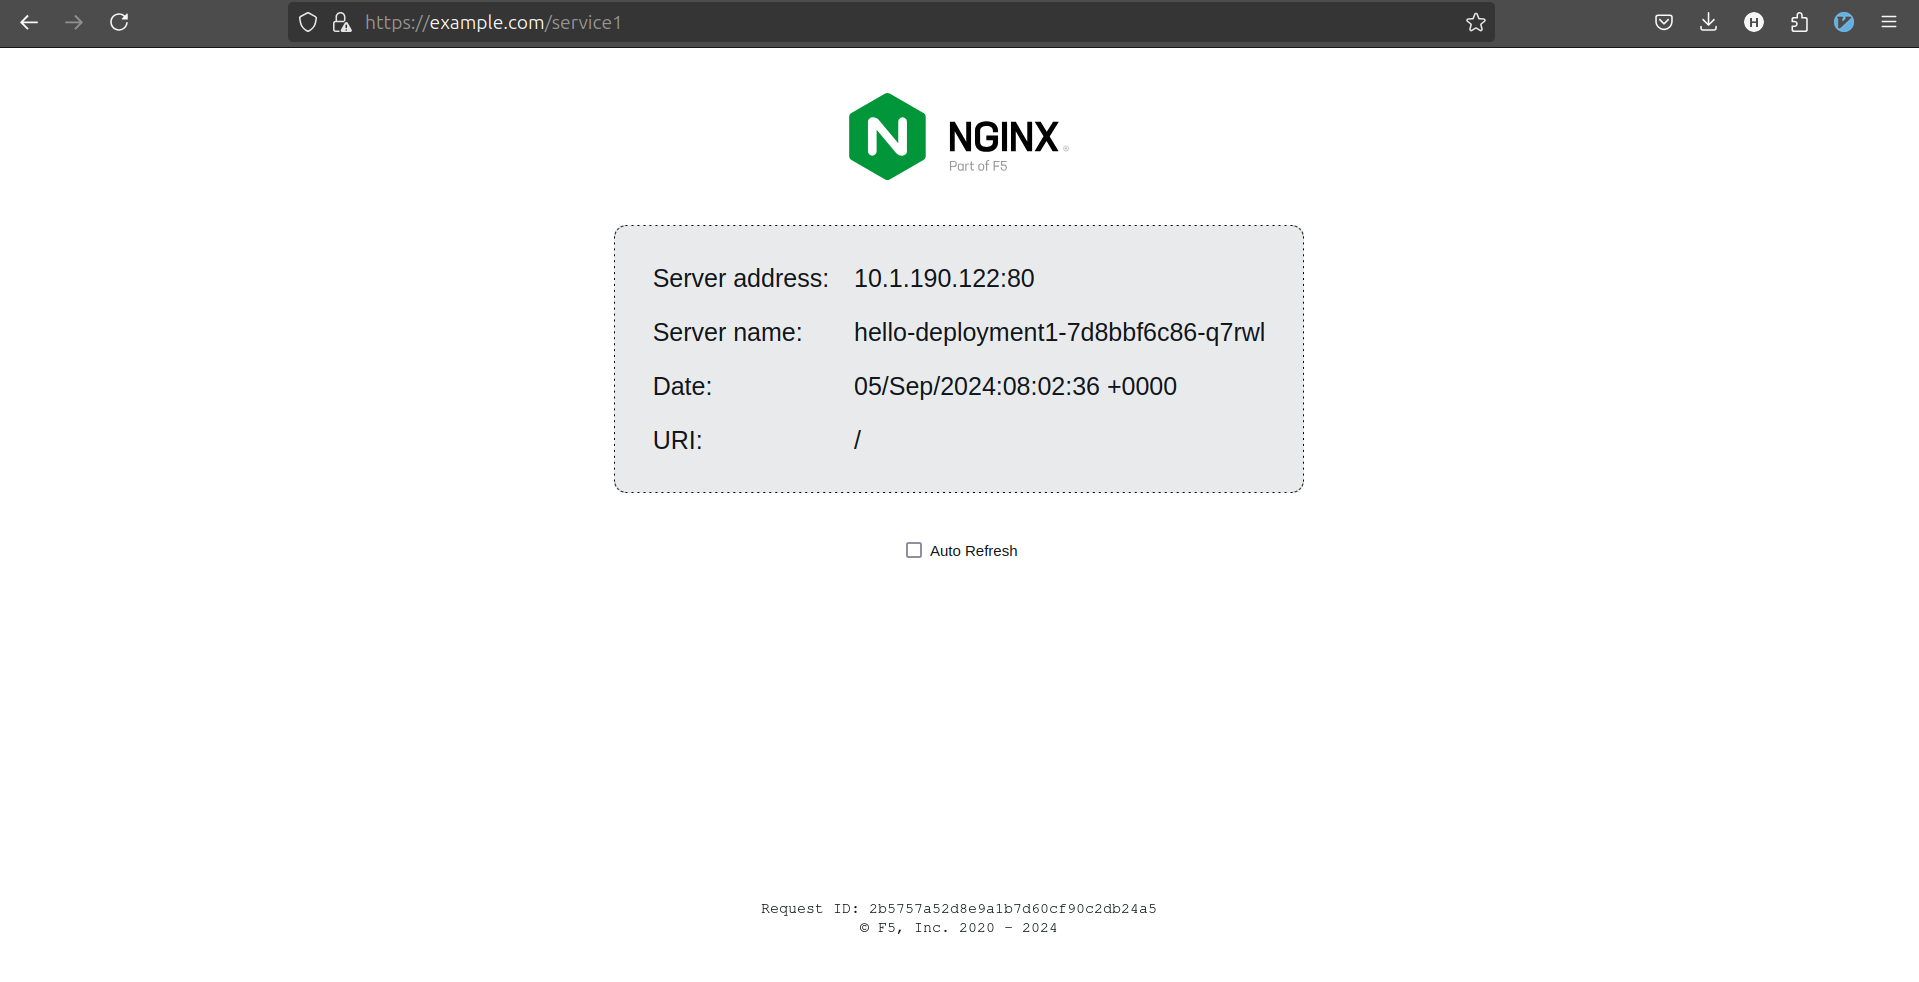 https://example.com/service1
H
N NGINX ®
Part of F5
Server address: 10.1.190.122:80
Server name: hello-deployment1-7d8bbf6c86-q7rwl
Date: 05/Sep/2024:08:02:36 +0000
URI: /
Auto Refresh
Request ID: 2b5757a52d8e9a1b7d60cf90c2db24a5
© F5, Inc. 2020 - 2024